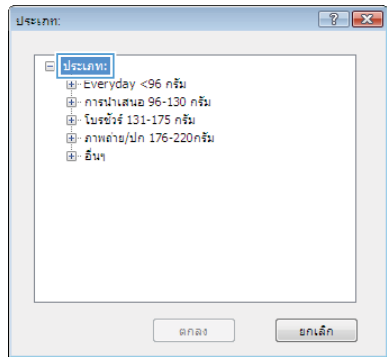 ประเภท:
ประเภท:
Everyday <96 กรัม
การนำเสนอ 96-130 กรัม
โบรชัวร์ 131-175 กรัม
ภาพถ่าย/ปก 176-220กรัม
อื่นๆ
ตกลง ยกเลิก